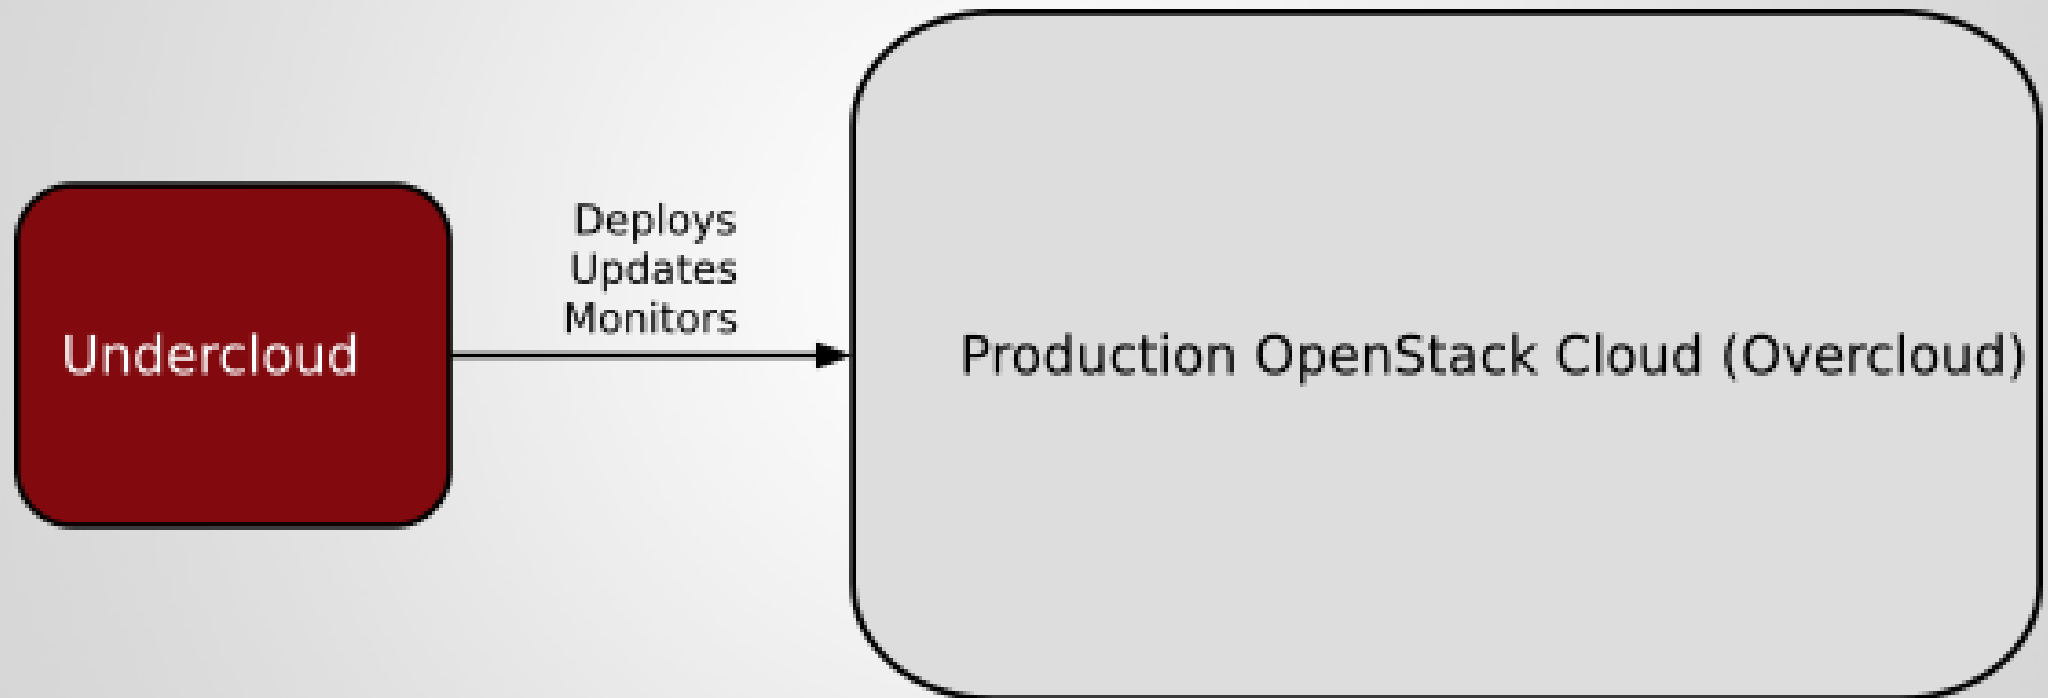 Deploys
Updates
Monitors
Undercloud
Production OpenStack Cloud (Overcloud)